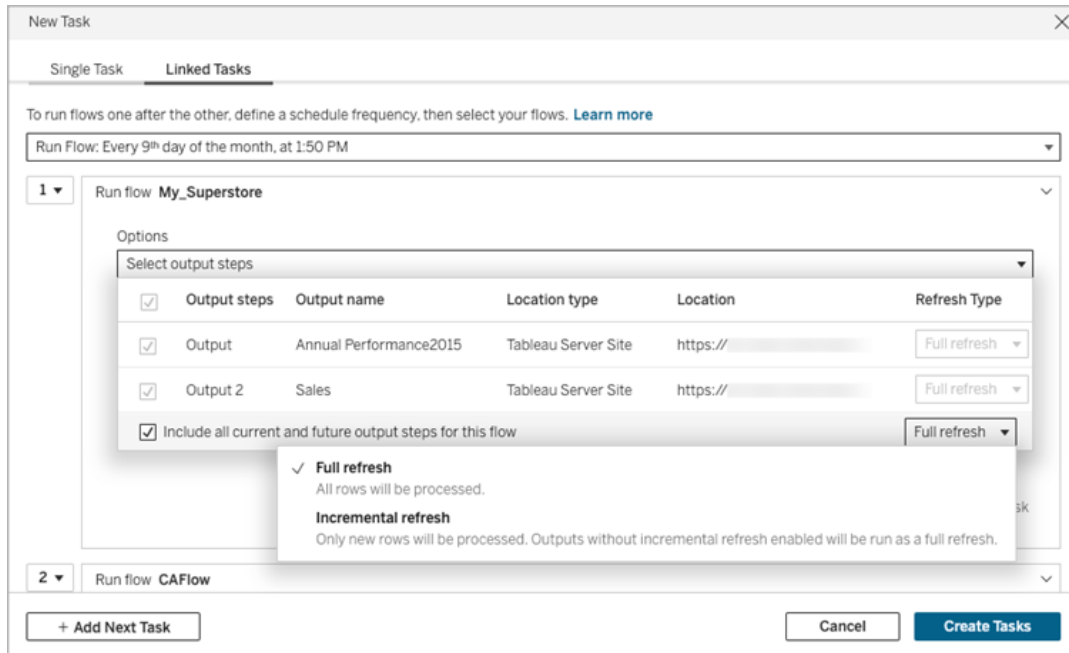 New Task
Single Task Linked Tasks
To run flows one after the other, define a schedule frequency, then select your flows. Learn more
Run Flow: Every 9th day of the month, at 1:50 PM
1 Run flow My_Superstore
Options
Select output steps
Output steps Output name Location type Location Refresh Type
Output Annual Performance2015 Tableau Server Site https:// Full refresh
Output 2 Sales Tableau Server Site https:// Full refresh
Include all current and future output steps for this flow Full refresh
Full refresh
All rows will be processed.
Incremental refresh
Only new rows will be processed. Outputs without incremental refresh enabled will be run as a full refresh.
2 Run flow CAFlow
+ Add Next Task Cancel Create Tasks